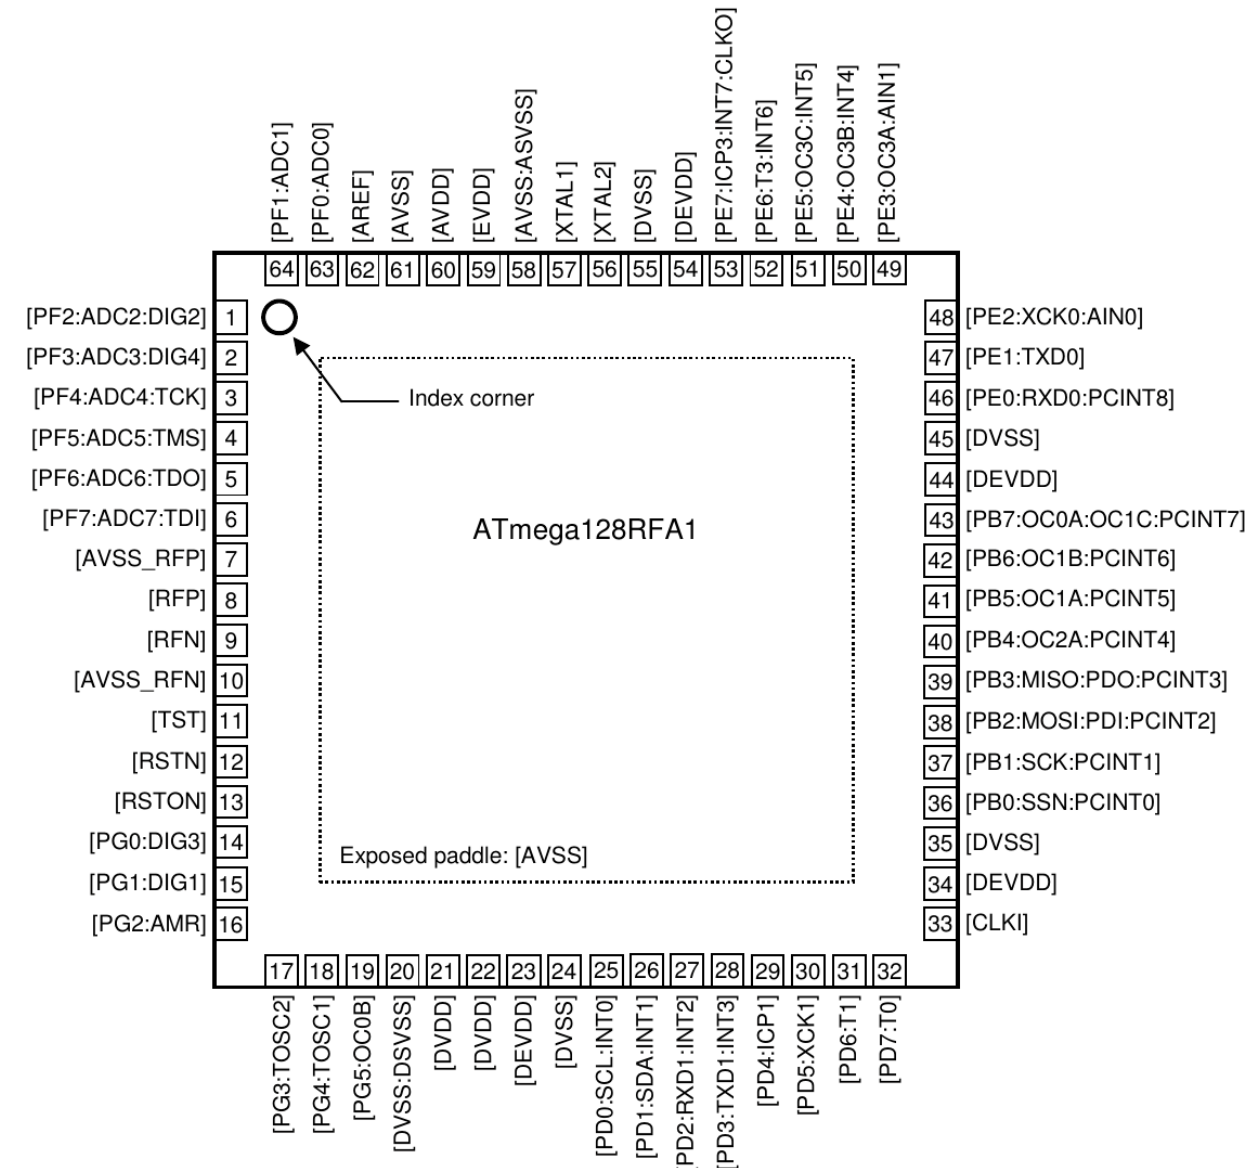 [PF1:ADC1]
[PF0:ADC0]
[AREF]
[AVSS]
[AVDD]
[EVDD]
[AVSS:ASVSS]
[XTAL1]
[XTAL2]
[DVSS]
[DEVDD]
[PE7:ICP3:INT7:CLKO]
[PE6:T3:INT6]
[PE5:OC3C:INT5]
[PE4:OC3B:INT4]
[PE3:OC3A:AIN1]
64 63 62 61 60 59 58 57 56 55 54 53 52 51 50 49
[PF2:ADC2:DIG2] 1
[PF3:ADC3:DIG4] 2
[PF4:ADC4:TCK] 3
[PF5:ADC5:TMS] 4
[PF6:ADC6:TDO] 5
[PF7:ADC7:TDI] 6
[AVSS_RFP] 7
[RFP] 8
[RFN] 9
[AVSS_RFN] 10
[TST] 11
[RSTN] 12
[RSTON] 13
[PG0:DIG3] 14
[PG1:DIG1] 15
[PG2:AMR] 16
Index corner
ATmega128RFA1
Exposed paddle: [AVSS]
48 [PE2:XCK0:AIN0]
47 [PE1:TXD0]
46 [PE0:RXD0:PCINT8]
45 [DVSS]
44 [DEVDD]
43 [PB7:OC0A:OC1C:PCINT7]
42 [PB6:OC1B:PCINT6]
41 [PB5:OC1A:PCINT5]
40 [PB4:OC2A:PCINT4]
39 [PB3:MISO:PDO:PCINT3]
38 [PB2:MOSI:PDI:PCINT2]
37 [PB1:SCK:PCINT1]
36 [PB0:SSN:PCINT0]
35 [DVSS]
34 [DEVDD]
33 [CLKI]
17 18 19 20 21 22 23 24 25 26 27 28 29 30 31 32
[PG3:TOSC2]
[PG4:TOSC1]
[PG5:OC0B]
[DVSS:DSVSS]
[DVDD]
[DVDD]
[DEVDD]
[DVSS]
[PD0:SCL:INT0]
[PD1:SDA:INT1]
[PD2:RXD1:INT2]
[PD3:TXD1:INT3]
[PD4:ICP1]
[PD5:XCK1]
[PD6:T1]
[PD7:T0]